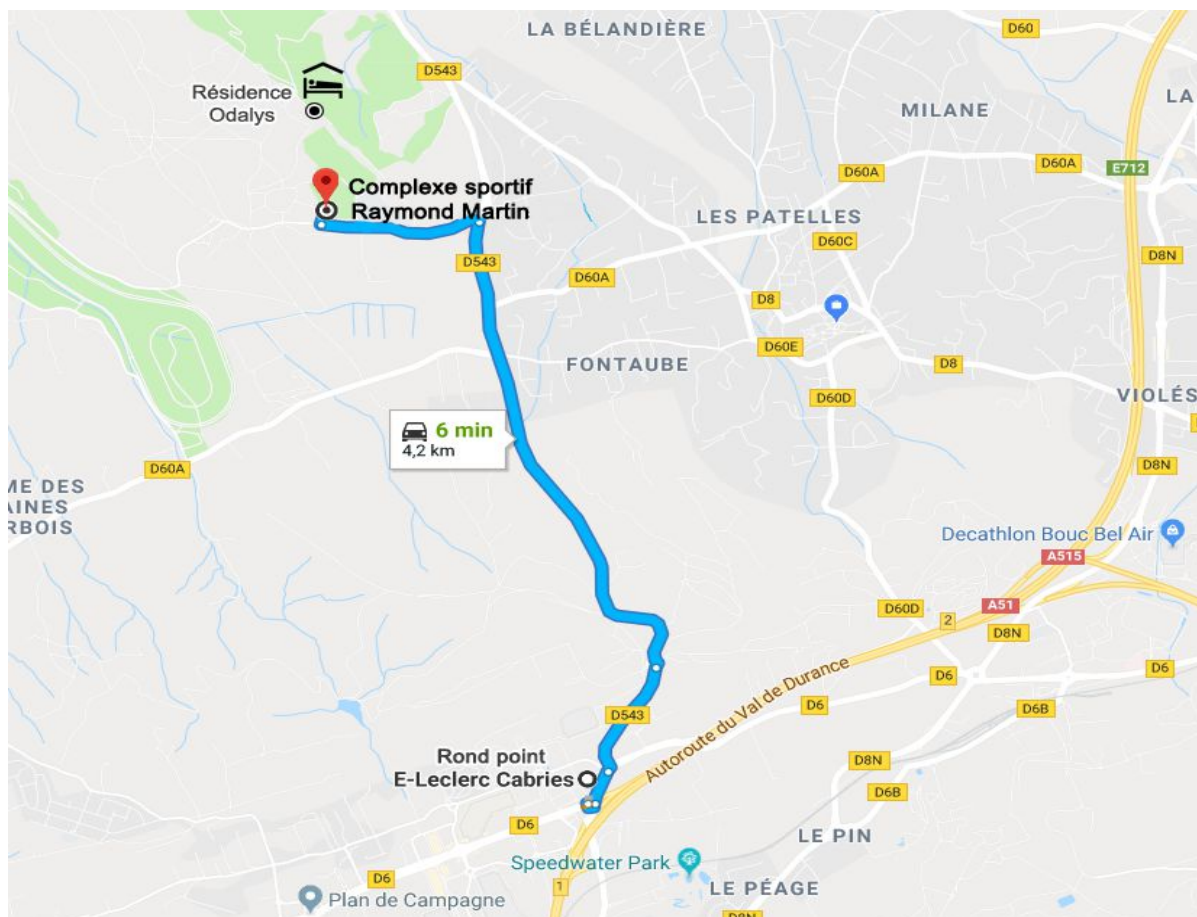 LA BÉLANDIÈRE
D60
D543
Résidence
Odalys
MILANE
LA
E712
D60A
D60A
Complexe sportif
Raymond Martin
LES PATELLES
D60C
D8N
D543
D60A
D8
D60E
FONTAUBE
D8
D60D
VIOLÉS
6 min
4,2 km
D60A
D8N
ME DES
AINES
RBOIS
Decathlon Bouc Bel Air
A515
A51
D60D
2
D8N
Autoroute du Val de Durance
D6
D6
D6
D6B
D543
Rond point
E-Leclerc Cabries
D8N
D6B
D6
LE PIN
Speedwater Park
D6
1
LE PÉAGE
Plan de Campagne
D8N